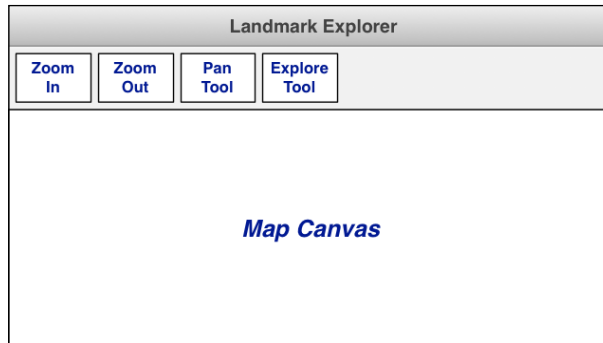 Landmark Explorer
Zoom
In
Zoom
Out
Pan
Tool
Explore
Tool
Map Canvas